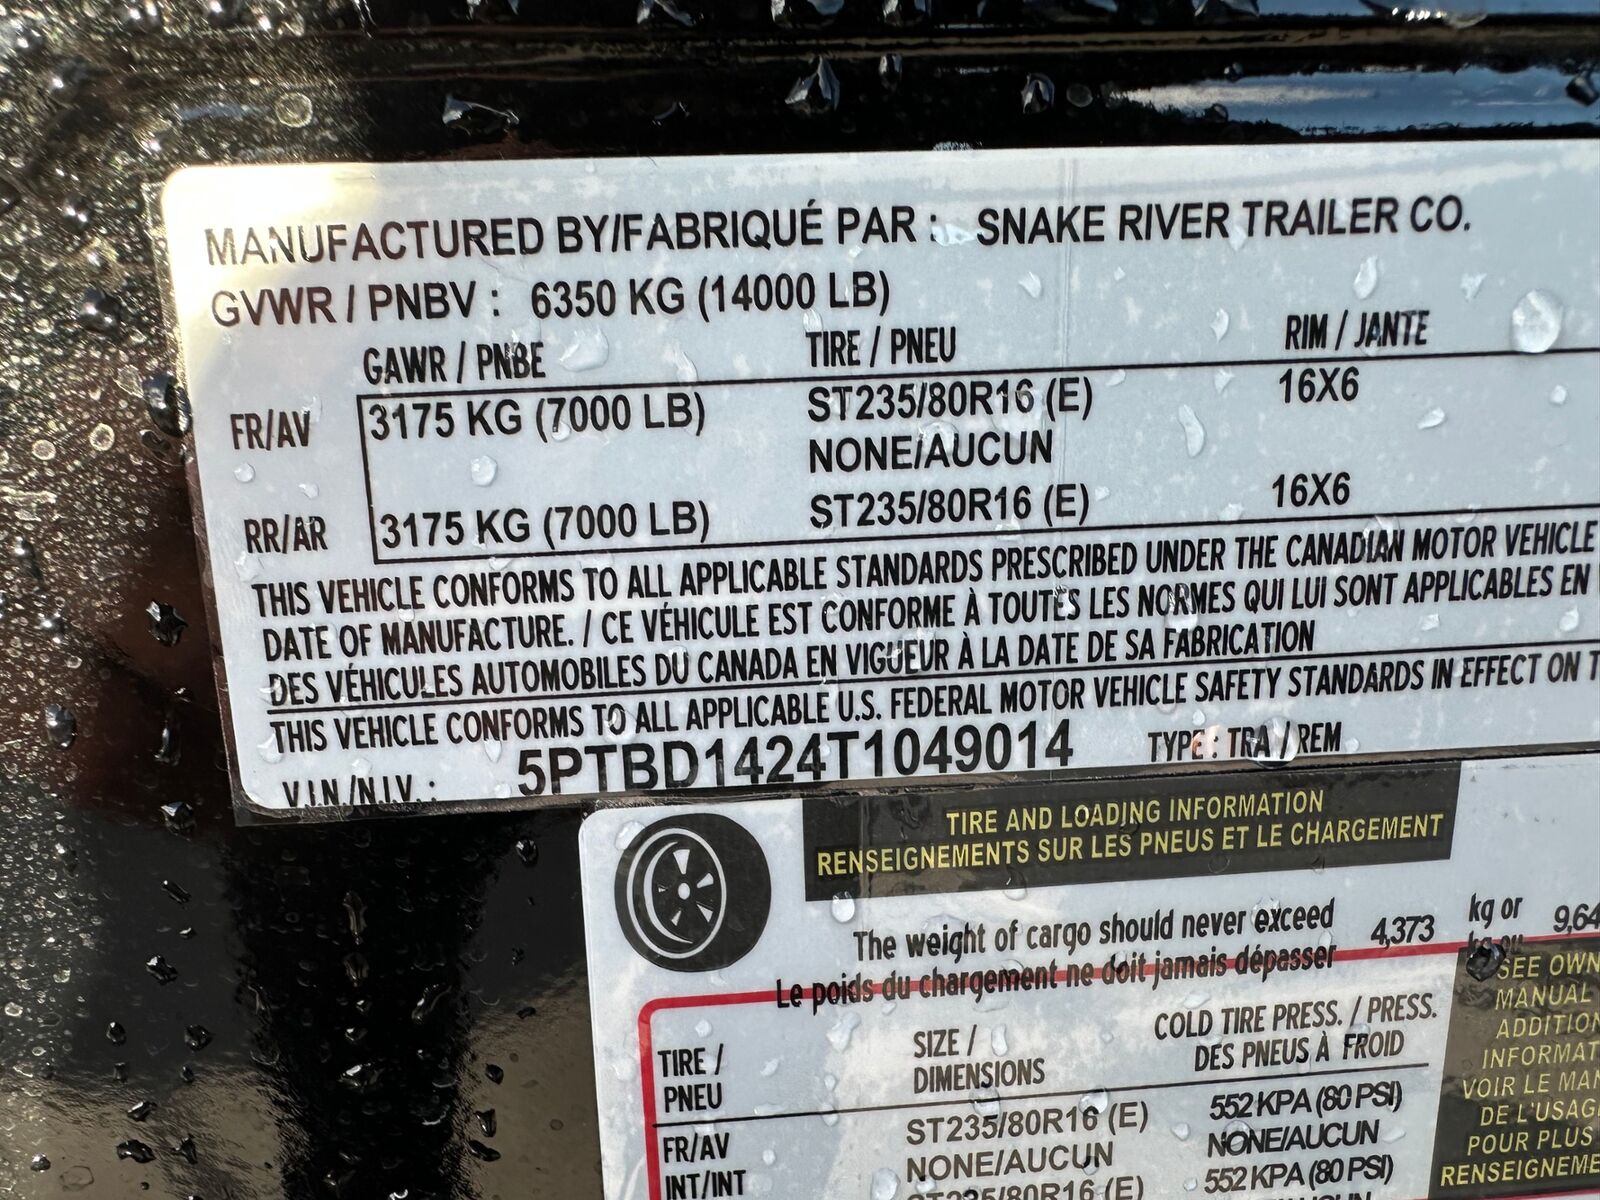 MANUFACTURED BY/FABRIQUÉ PAR : SNAKE RIVER TRAILER CO.
GVWR / PNBV : 6350 KG (14000 LB)
GAWR / PNBE TIRE / PNEU RIM / JANTE
FR/AV 3175 KG (7000 LB) ST235/80R16 (E) 16X6
NONE/AUCUN
RR/AR 3175 KG (7000 LB) ST235/80R16 (E) 16X6
THIS VEHICLE CONFORMS TO ALL APPLICABLE STANDARDS PRESCRIBED UNDER THE CANADIAN MOTOR VEHICLE
DATE OF MANUFACTURE. / CE VÉHICULE EST CONFORME À TOUTES LES NORMES QUI LUI SONT APPLICABLES EN
DES VÉHICULES AUTOMOBILES DU CANADA EN VIGUEUR À LA DATE DE SA FABRICATION
THIS VEHICLE CONFORMS TO ALL APPLICABLE U.S. FEDERAL MOTOR VEHICLE SAFETY STANDARDS IN EFFECT ON
V.I.N./N.I.V. : 5PTBD1424T1049014 TYPE : TRA / REM
TIRE AND LOADING INFORMATION
RENSEIGNEMENTS SUR LES PNEUS ET LE CHARGEMENT
The weight of cargo should never exceed 4,373 kg or 9,64
Le poids du chargement ne doit jamais dépasser kg ou
TIRE / PNEU
SIZE / DIMENSIONS
COLD TIRE PRESS. / PRESS.
DES PNEUS À FROID
FR/AV ST235/80R16 (E) 552 KPA (80 PSI)
INT/INT NONE/AUCUN NONE/AUCUN
ST235/80R16 (E) 552 KPA (80 PSI)
SEE OWN
MANUAL
ADDITION
INFORMAT
VOIR LE MAN
DE L'USAG
POUR PLUS
RENSEIGNEME